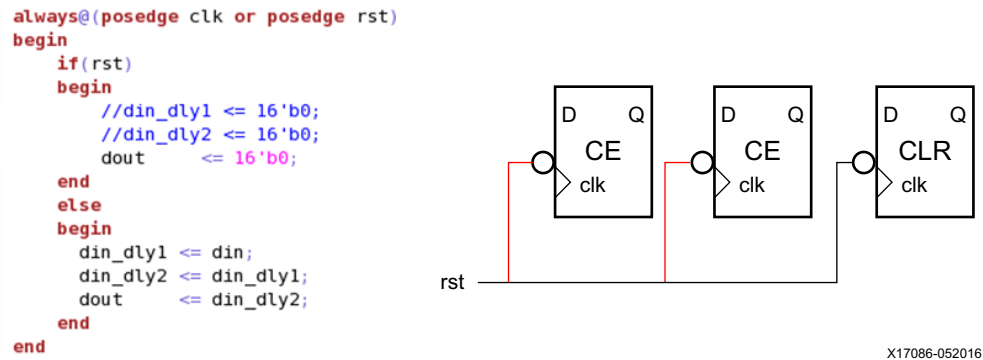 always@(posedge clk or posedge rst)
begin
if(rst)
begin
//din_dly1 <= 16'b0;
//din_dly2 <= 16'b0;
dout <= 16'b0;
end
else
begin
din_dly1 <= din;
din_dly2 <= din_dly1;
dout <= din_dly2;
end
end
D Q
CE
clk
D Q
CE
clk
D Q
CLR
clk
rst
X17086-052016